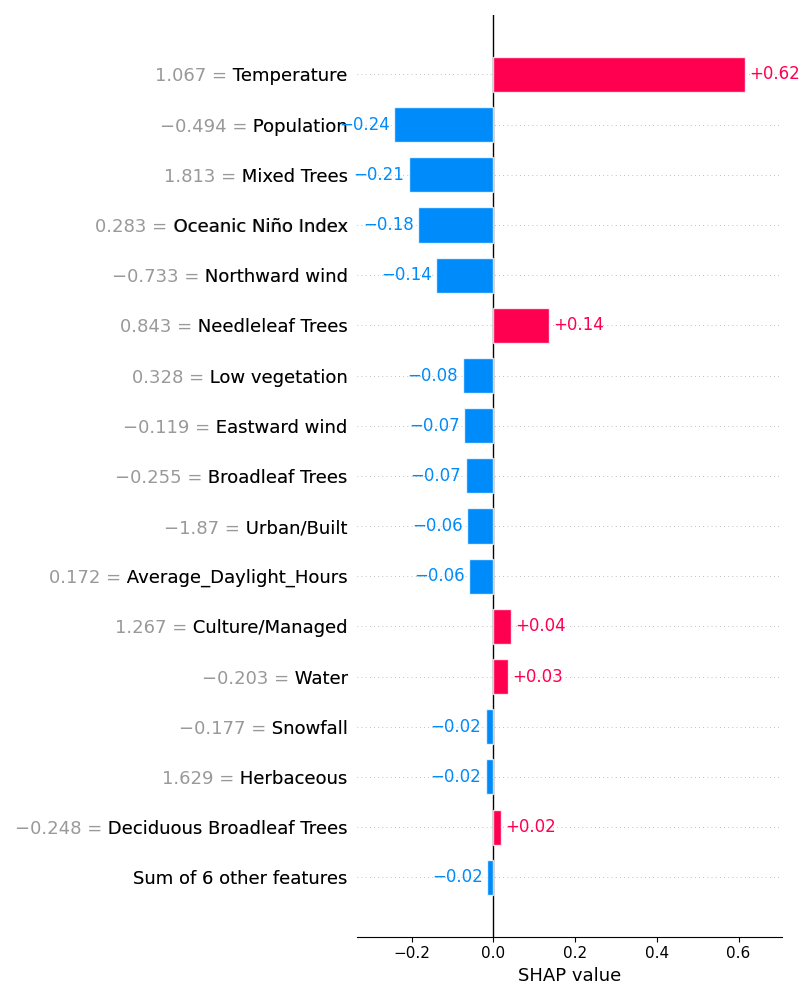 1.067 = Temperature +0.62
−0.494 = Population −0.24
1.813 = Mixed Trees −0.21
0.283 = Oceanic Niño Index −0.18
−0.733 = Northward wind −0.14
0.843 = Needleleaf Trees +0.14
0.328 = Low vegetation −0.08
−0.119 = Eastward wind −0.07
−0.255 = Broadleaf Trees −0.07
−1.87 = Urban/Built −0.06
0.172 = Average_Daylight_Hours −0.06
1.267 = Culture/Managed +0.04
−0.203 = Water +0.03
−0.177 = Snowfall −0.02
1.629 = Herbaceous −0.02
−0.248 = Deciduous Broadleaf Trees +0.02
Sum of 6 other features −0.02
−0.2 0.0 0.2 0.4 0.6
SHAP value